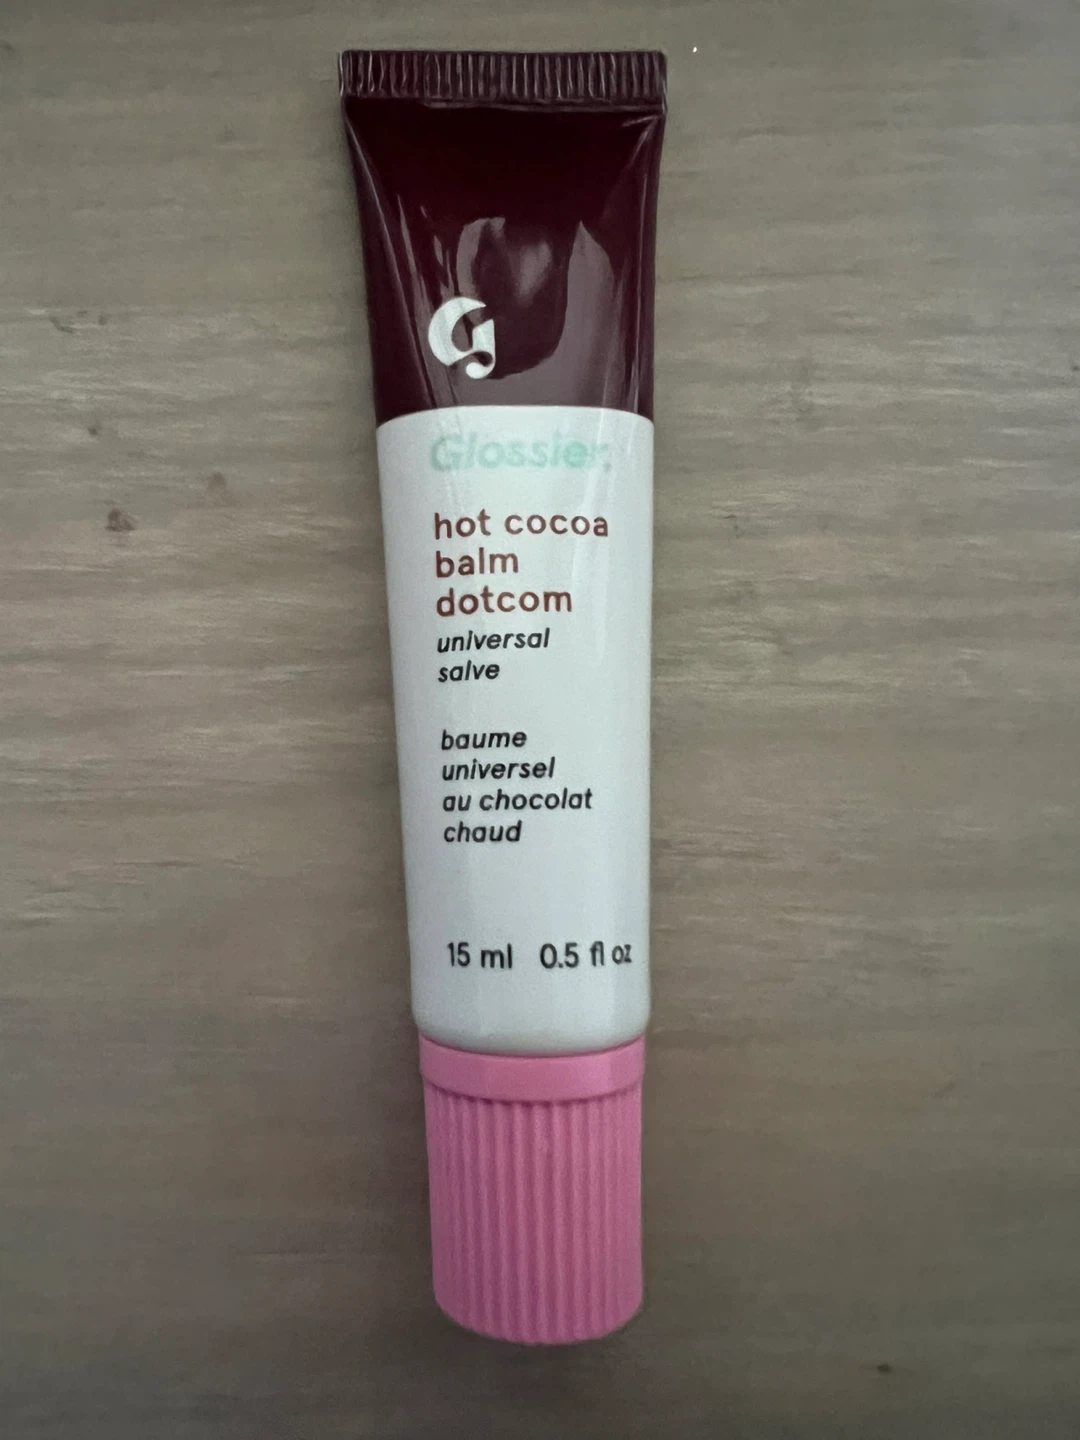 G
Glossier.
hot cocoa
balm
dotcom
universal
salve
baume
universel
au chocolat
chaud
15 ml 0.5 fl oz